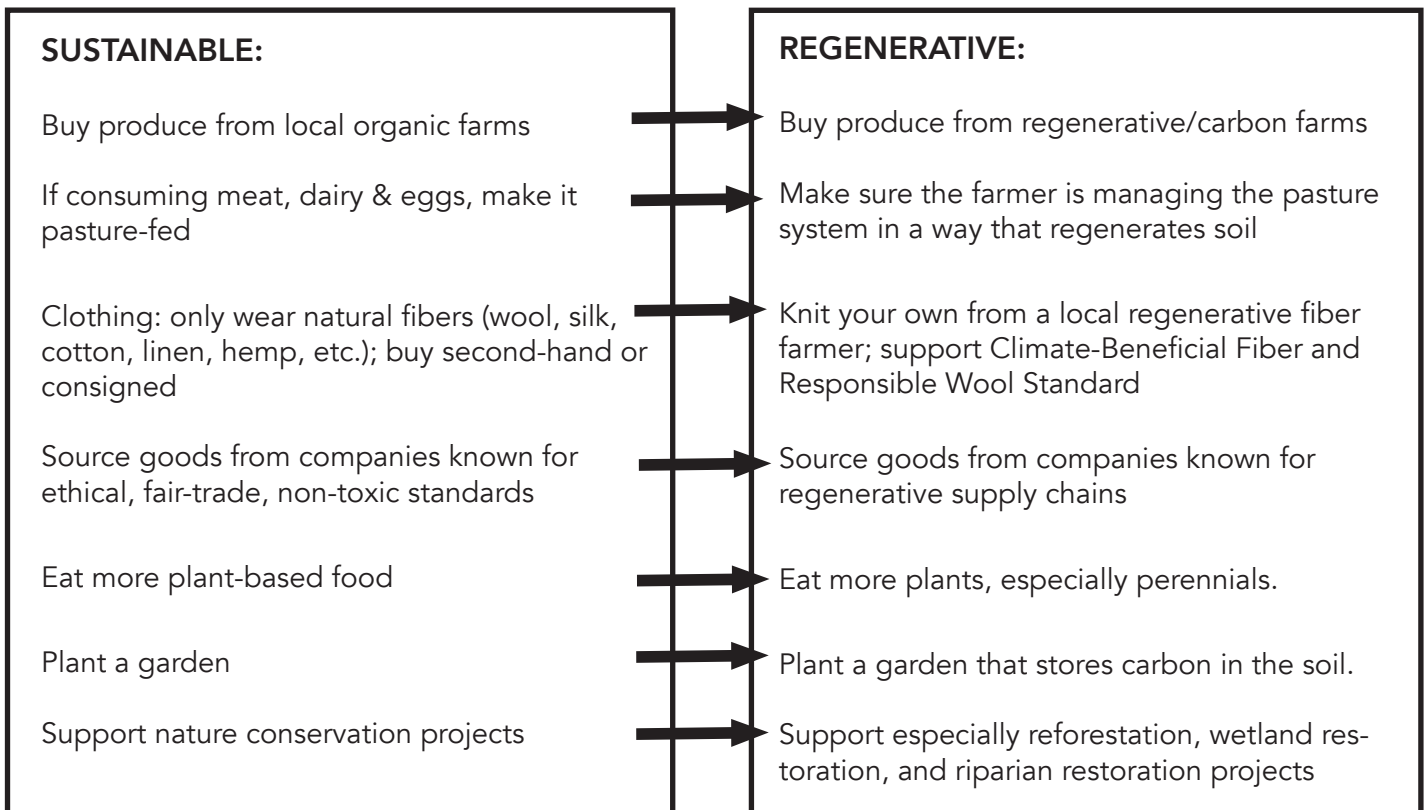 SUSTAINABLE:
Buy produce from local organic farms
If consuming meat, dairy & eggs, make it
pasture-fed
Clothing: only wear natural fibers (wool, silk,
cotton, linen, hemp, etc.); buy second-hand or
consigned
Source goods from companies known for
ethical, fair-trade, non-toxic standards
Eat more plant-based food
Plant a garden
Support nature conservation projects
REGENERATIVE:
Buy produce from regenerative/carbon farms
Make sure the farmer is managing the pasture
system in a way that regenerates soil
Knit your own from a local regenerative fiber
farmer; support Climate-Beneficial Fiber and
Responsible Wool Standard
Source goods from companies known for
regenerative supply chains
Eat more plants, especially perennials.
Plant a garden that stores carbon in the soil.
Support especially reforestation, wetland res-
toration, and riparian restoration projects